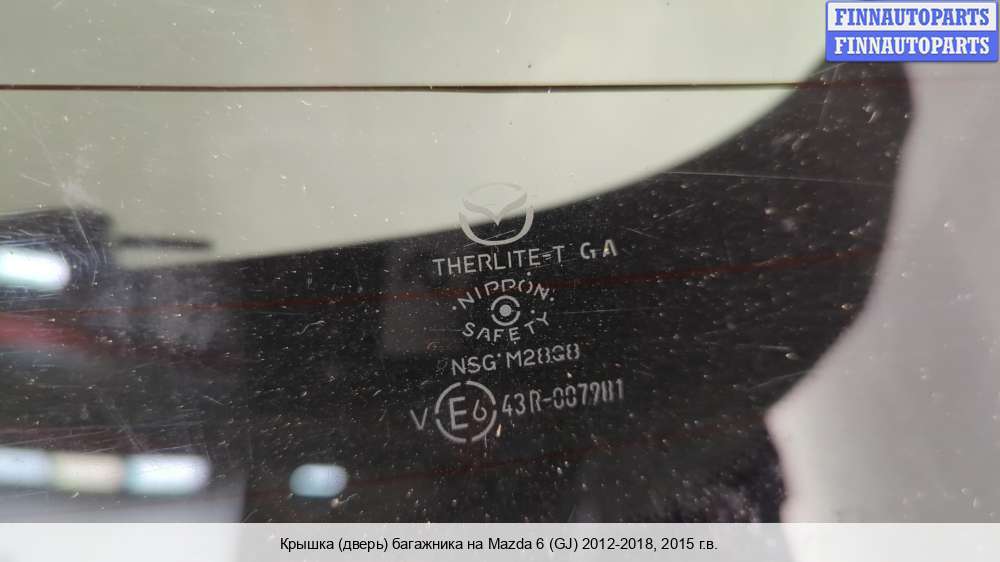 FINNAUTOPARTS
FINNAUTOPARTS
THERLITE-T GA
NIPPON
SAFETY
NSG M28G8
V E6 43R-007981
Крышка (дверь) багажника на Mazda 6 (GJ) 2012-2018, 2015 г.в.